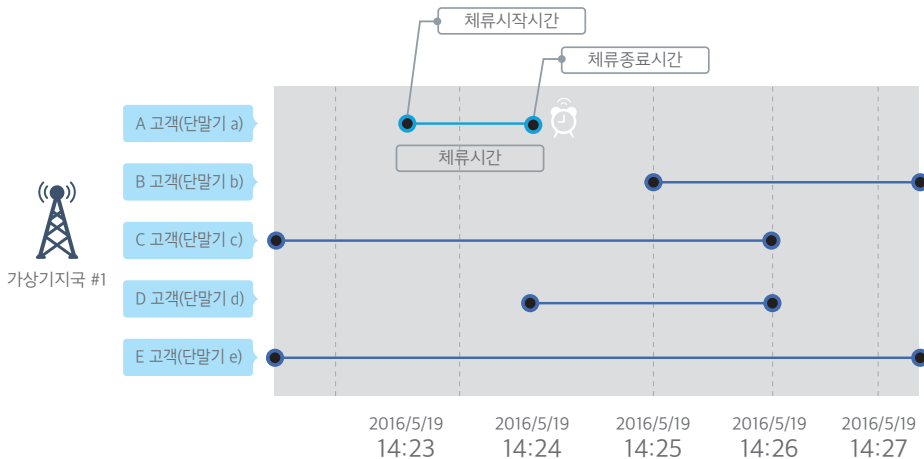 체류시작시간
체류종료시간
A 고객(단말기 a)
체류시간
B 고객(단말기 b)
C 고객(단말기 c)
가상기지국 #1
D 고객(단말기 d)
E 고객(단말기 e)
2016/5/19
14:23
2016/5/19
14:24
2016/5/19
14:25
2016/5/19
14:26
2016/5/19
14:27